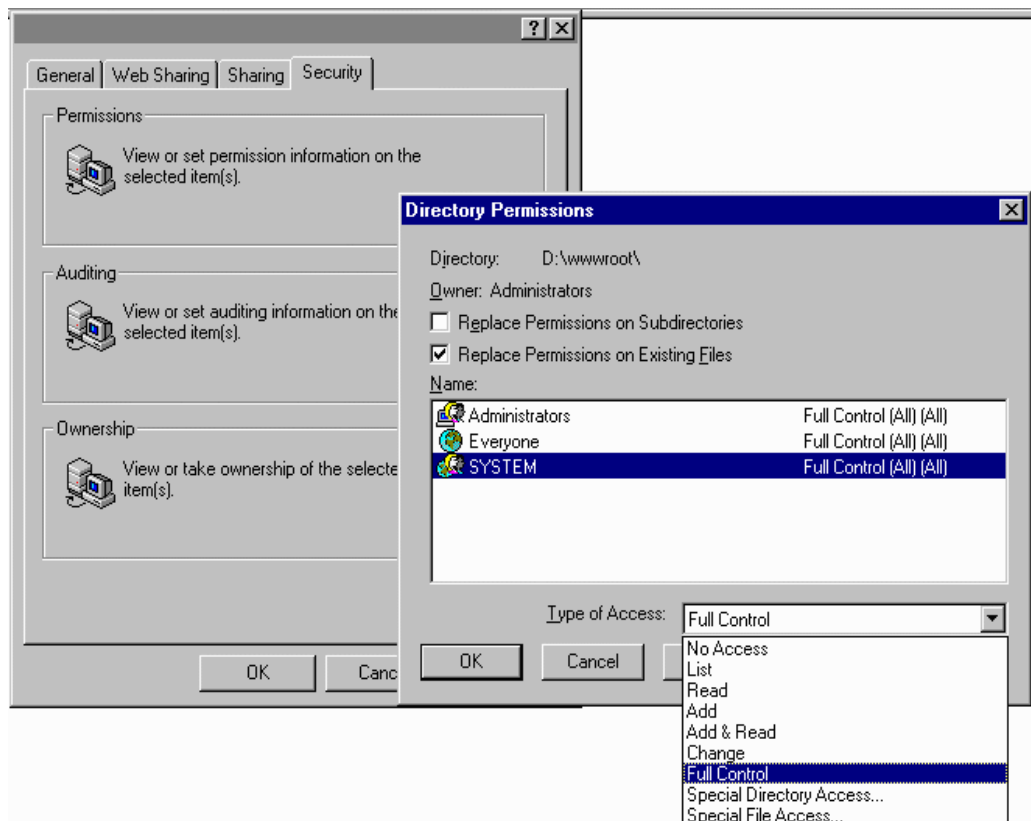 General
Web Sharing
Sharing
Security
Permissions
View or set permission information on the
selected item(s).
Auditing
View or set auditing information on the
selected item(s).
Ownership
View or take ownership of the
item(s).
OK
Directory Permissions
Directory: D:\wwwroot\
Owner: Administrators
Replace Permissions on Subdirectories
Replace Permissions on Existing Files
Name:
Administrators Full Control (All) (All)
Everyone Full Control (All) (All)
SYSTEM Full Control (All) (All)
Type of Access: Full Control
OK
Cancel
No Access
List
Read
Add
Add & Read
Change
Full Control
Special Directory Access...
Special File Access...